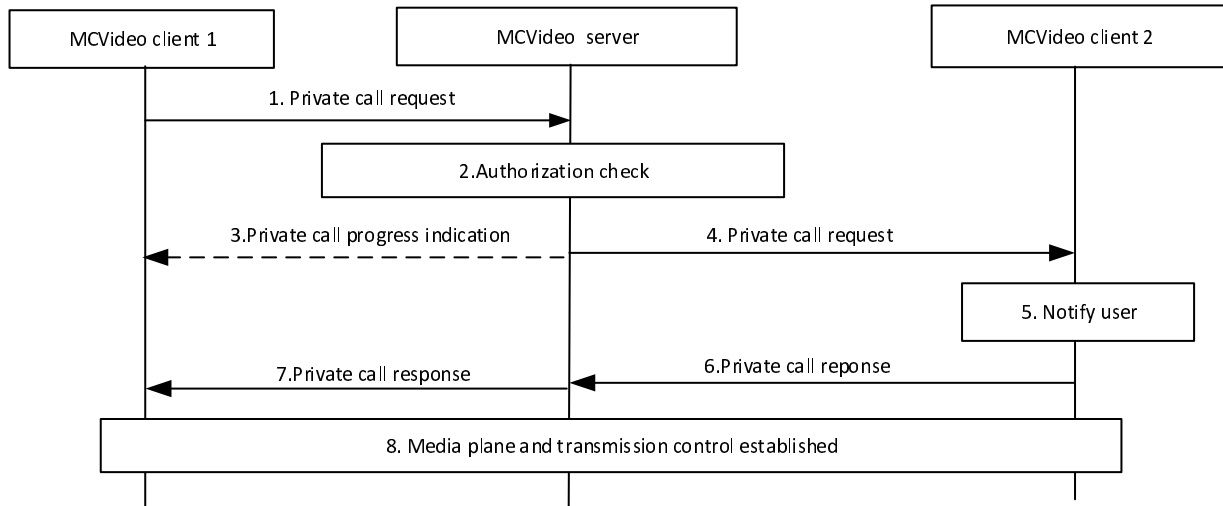 MCVideo client 1
MCVideo server
MCVideo client 2
1. Private call request
2.Authorization check
3.Private call progress indication
4. Private call request
5. Notify user
6.Private call reponse
7.Private call response
8. Media plane and transmission control established